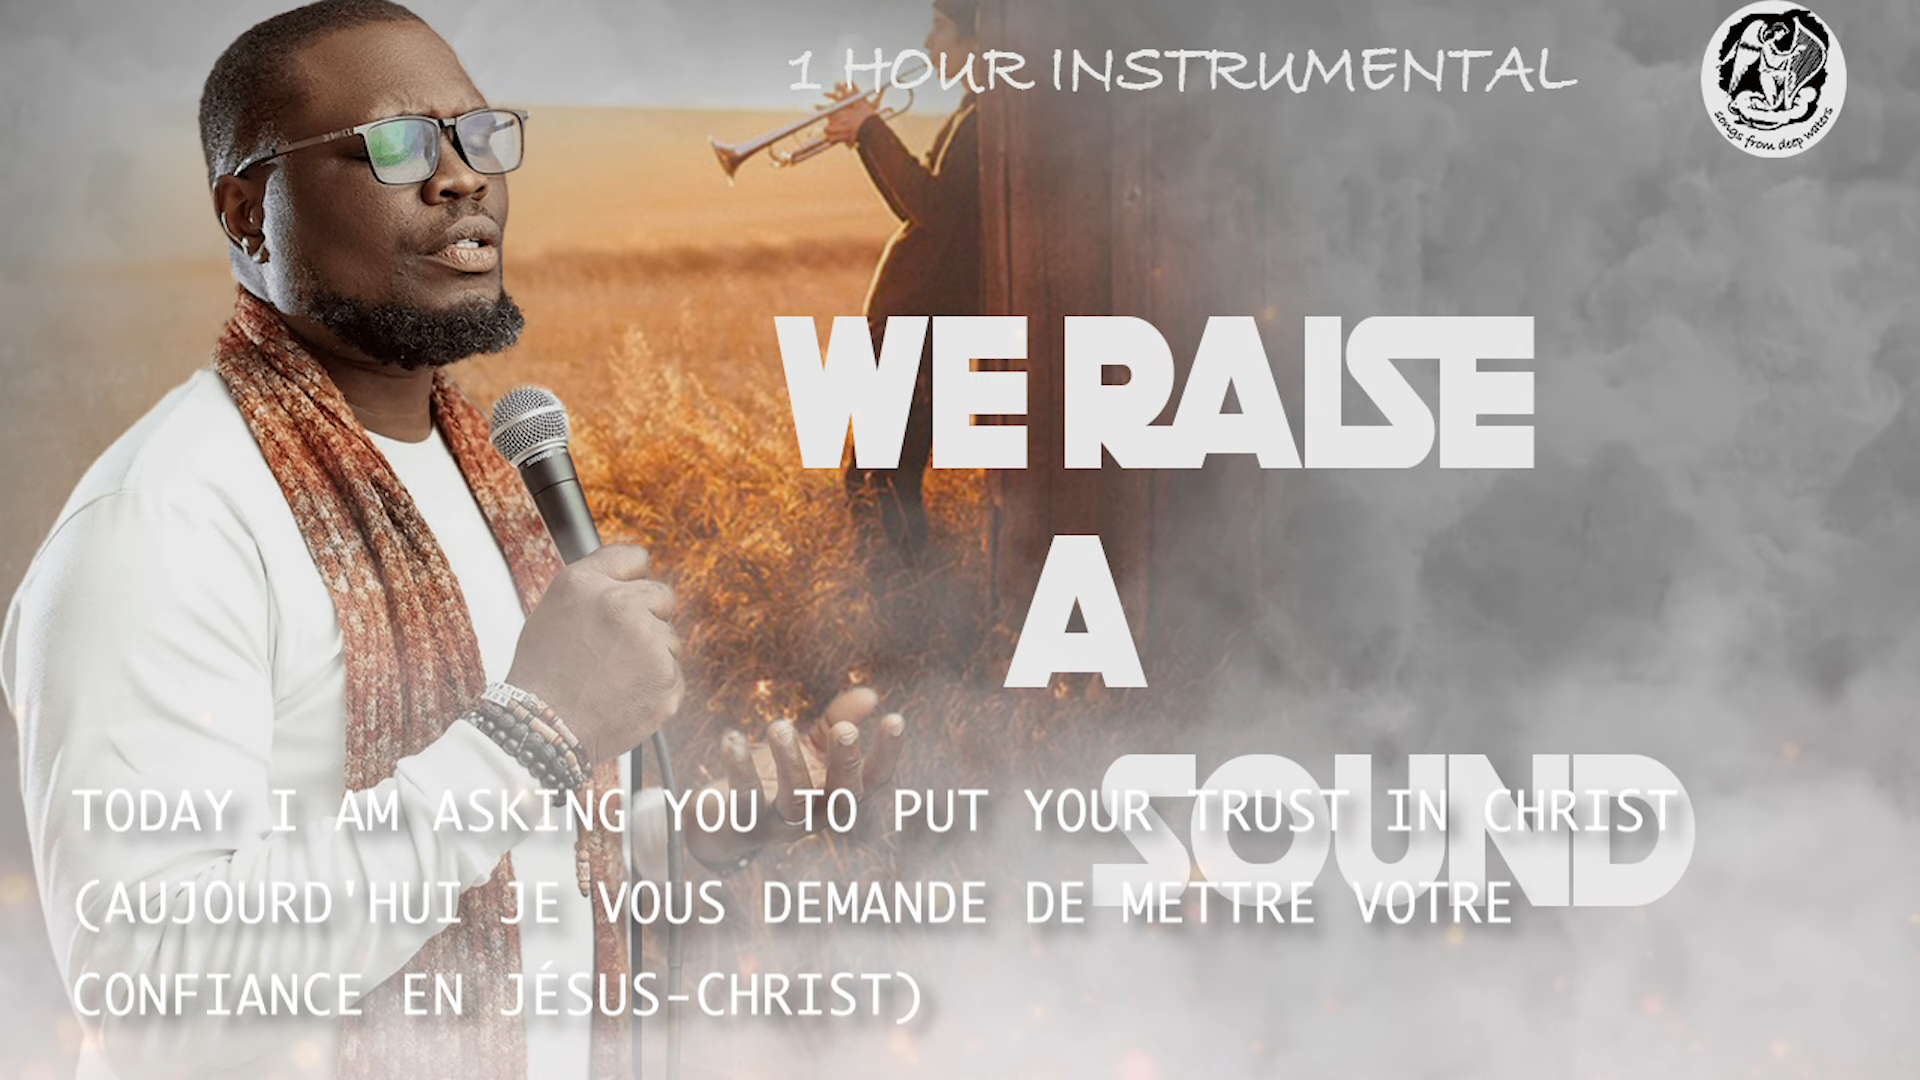 1 HOUR INSTRUMENTAL
songs from deep waters
WE RAISE
A
SOUND
TODAY I AM ASKING YOU TO PUT YOUR TRUST IN CHRIST
(AUJOURD'HUI JE VOUS DEMANDE DE METTRE VOTRE
CONFIANCE EN JÉSUS-CHRIST)